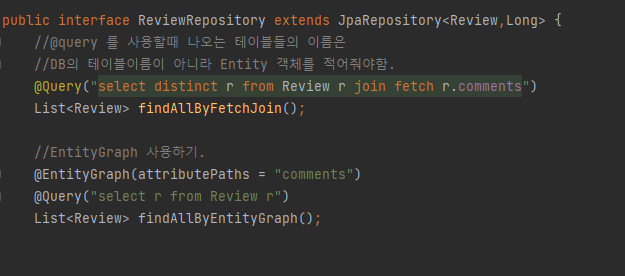 public interface ReviewRepository extends JpaRepository<Review,Long> {
//@query 를 사용할때 나오는 테이블들의 이름은
//DB의 테이블이름이 아니라 Entity 객체를 적어줘야함.
@Query("select distinct r from Review r join fetch r.comments")
List<Review> findAllByFetchJoin();
//EntityGraph 사용하기.
@EntityGraph(attributePaths = "comments")
@Query("select r from Review r")
List<Review> findAllByEntityGraph();